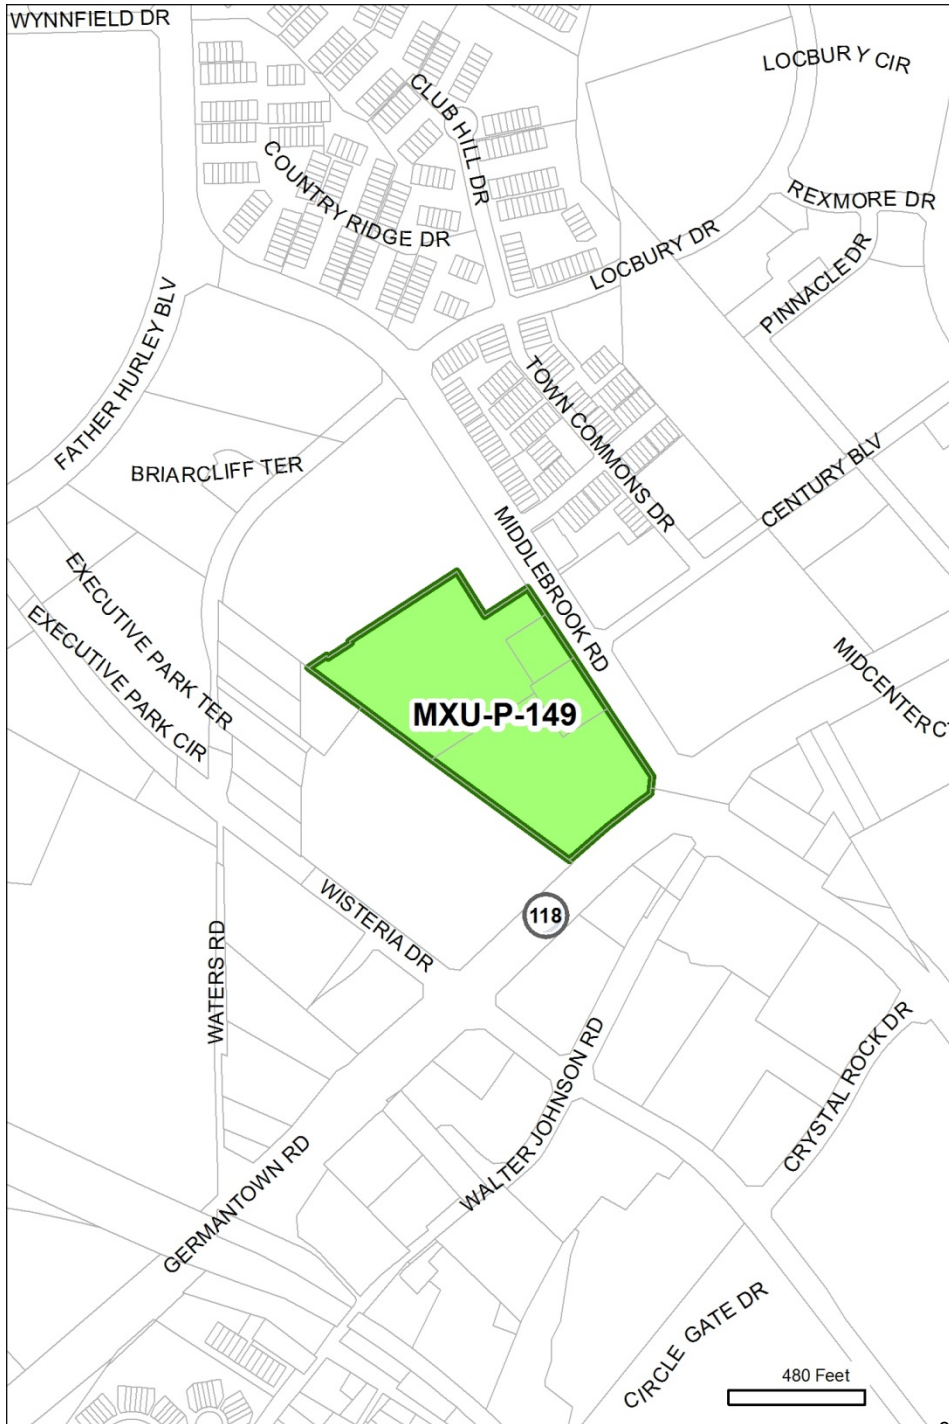 WYNNFIELD DR
LOCBURY CIR
CLUB HILL DR
COUNTRY RIDGE DR
REXMORE DR
LOCBURY DR
PINNACLE DR
FATHER HURLEY BLV
TOWN COMMONS DR
BRIARCLIFF TER
CENTURY BLV
MIDDLEBROOK RD
EXECUTIVE PARK TER
EXECUTIVE PARK CIR
MIDCENTER C
MXU-P-149
118
WISTERIA DR
WATERS RD
WALTER JOHNSON RD
CRYSTAL ROCK DR
GERMANTOWN RD
CIRCLE GATE DR
480 Feet